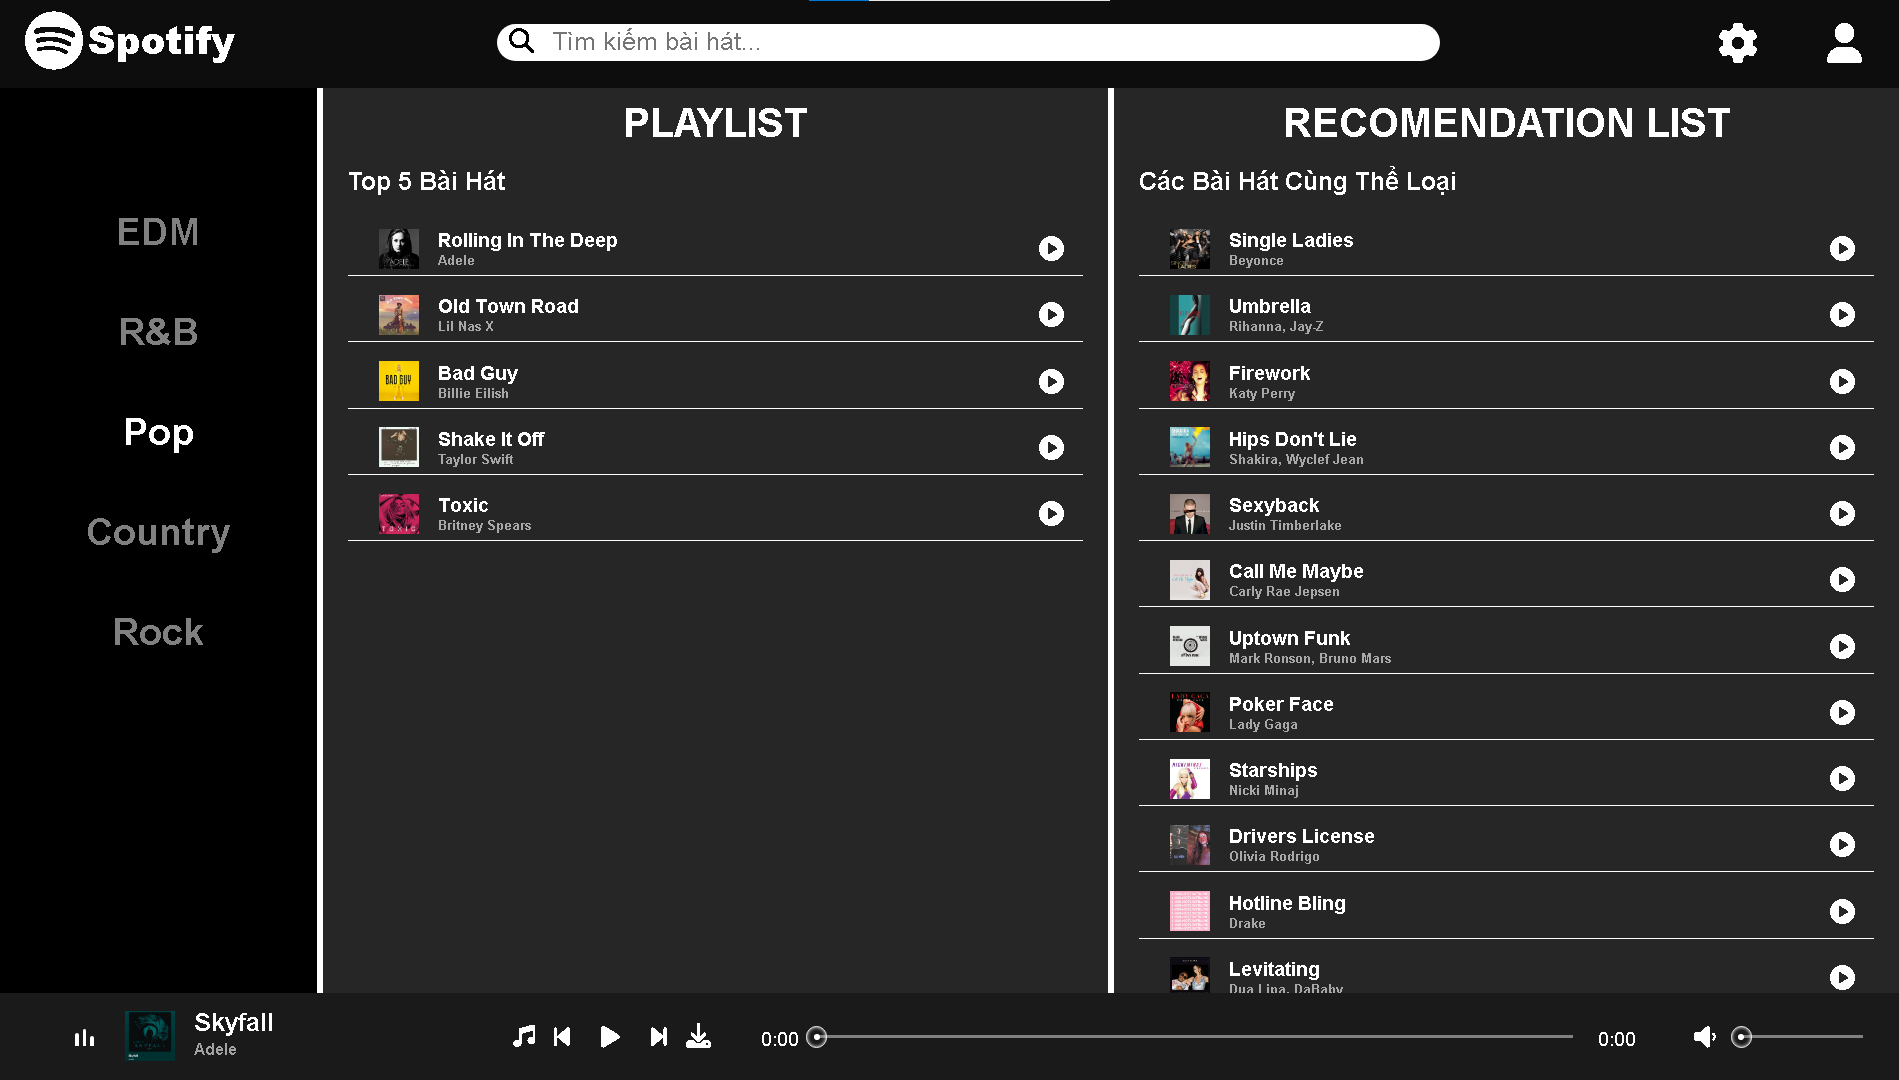 Spotify
Tìm kiếm bài hát...
EDM
R&B
Pop
Country
Rock
PLAYLIST
Top 5 Bài Hát
Rolling In The Deep
Adele
Old Town Road
Lil Nas X
Bad Guy
Billie Eilish
Shake It Off
Taylor Swift
Toxic
Britney Spears
RECOMENDATION LIST
Các Bài Hát Cùng Thể Loại
Single Ladies
Beyonce
Umbrella
Rihanna, Jay-Z
Firework
Katy Perry
Hips Don't Lie
Shakira, Wyclef Jean
Sexyback
Justin Timberlake
Call Me Maybe
Carly Rae Jepsen
Uptown Funk
Mark Ronson, Bruno Mars
Poker Face
Lady Gaga
Starships
Nicki Minaj
Drivers License
Olivia Rodrigo
Hotline Bling
Drake
Levitating
Dua Lipa, DaBaby
Skyfall
Adele
0:00
0:00